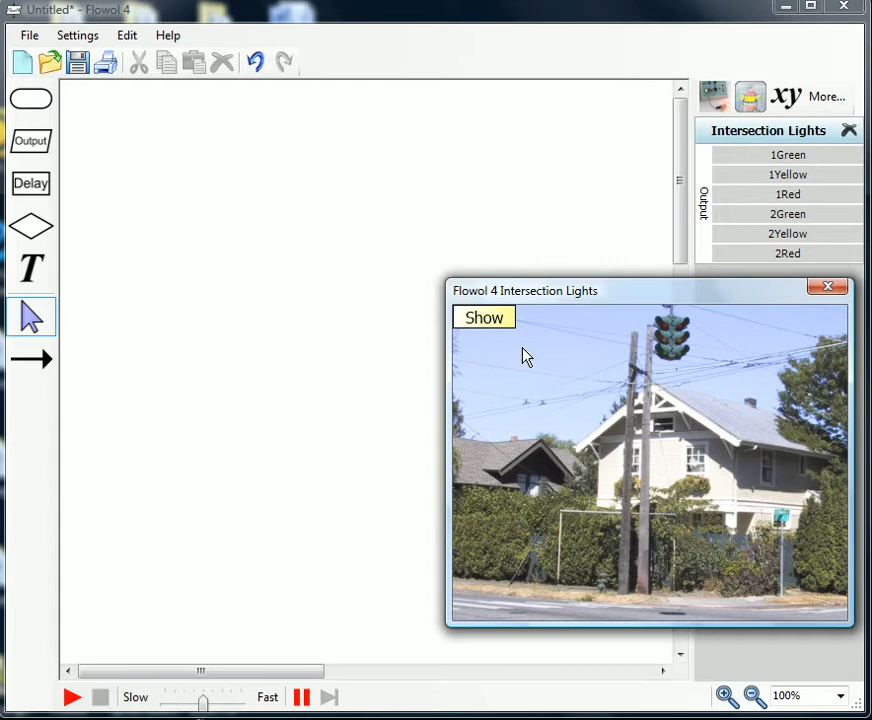 Untitled* - Flowol 4
File Settings Edit Help
xy More...
Output
Delay
T
Intersection Lights
Output
1Green
1Yellow
1Red
2Green
2Yellow
2Red
Flowol 4 Intersection Lights
Show
Slow Fast 100%